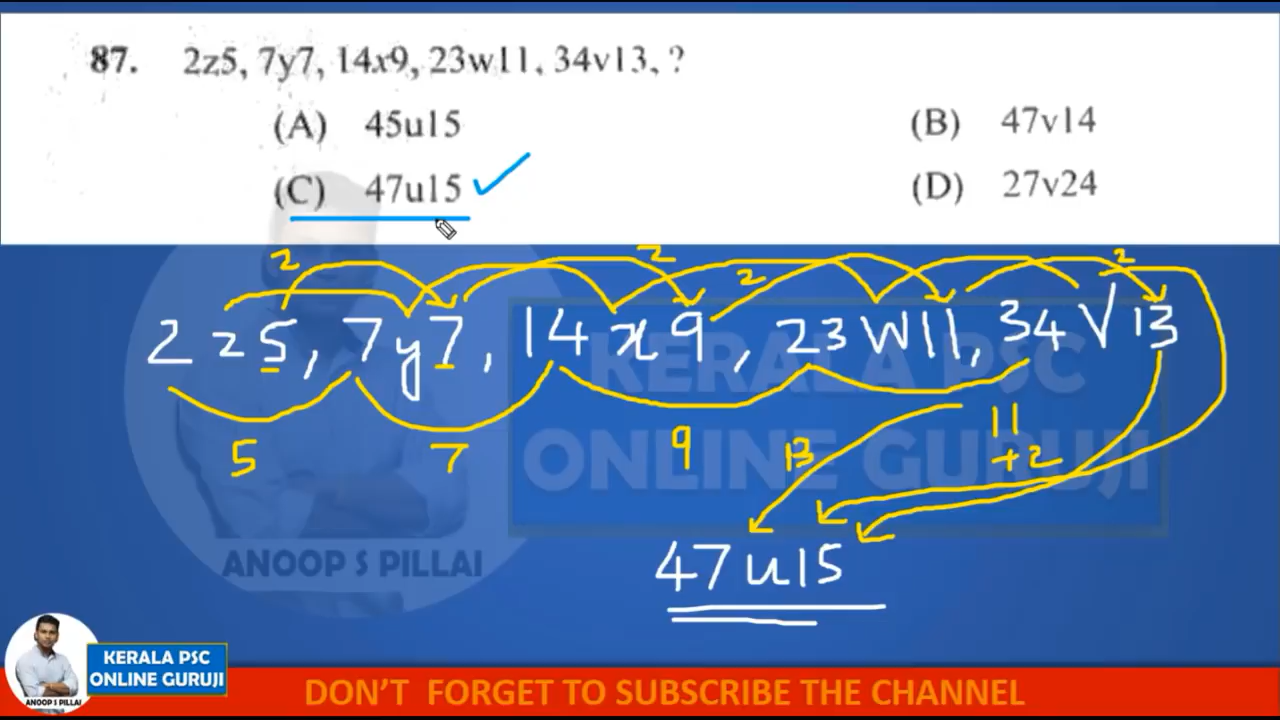 87. 2z5, 7y7, 14x9, 23w11, 34v13, ?
(A) 45u15 (B) 47v14
(C) 47u15 (D) 27v24
2 2 2 2
2z5, 7y7, 14x9, 23W11, 34V13
5 7 9 13 11
+2
KERALA PSC
ONLINE GURUJI
47u15
ANOOP S PILLAI
KERALA PSC
ONLINE GURUJI
ANOOP S PILLAI
DON'T FORGET TO SUBSCRIBE THE CHANNEL